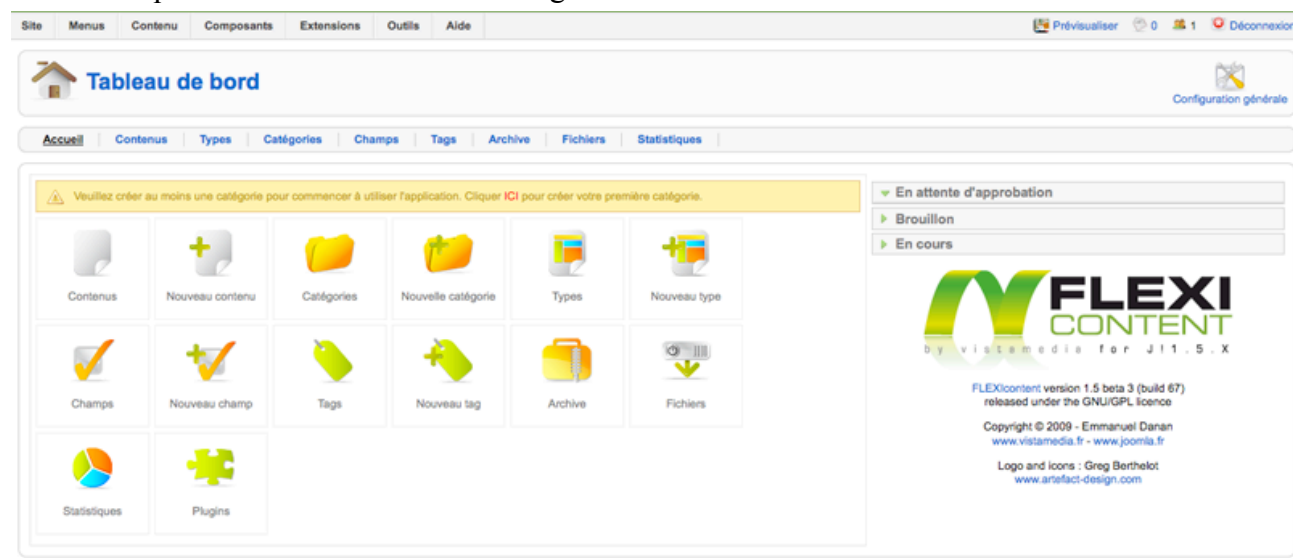 Site Menus Contenu Composants Extensions Outils Aide Prévisualiser 0 1 Déconnexion
Tableau de bord
Configuration générale
Accueil Contenus Types Catégories Champs Tags Archive Fichiers Statistiques
Veuillez créer au moins une catégorie pour commencer à utiliser l'application. Cliquer ICI pour créer votre première catégorie.
En attente d'approbation
Brouillon
En cours
Contenus Nouveau contenu Catégories Nouvelle catégorie Types Nouveau type
FLEXI
CONTENT
by vistamedia for J!1.5.X
Champs Nouveau champ Tags Nouveau tag Archive Fichiers
FLEXIcontent version 1.5 beta 3 (build 67)
released under the GNU/GPL licence
Copyright © 2009 - Emmanuel Danan
www.vistamedia.fr - www.joomla.fr
Logo and icons : Greg Berthelot
www.artefact-design.com
Statistiques Plugins